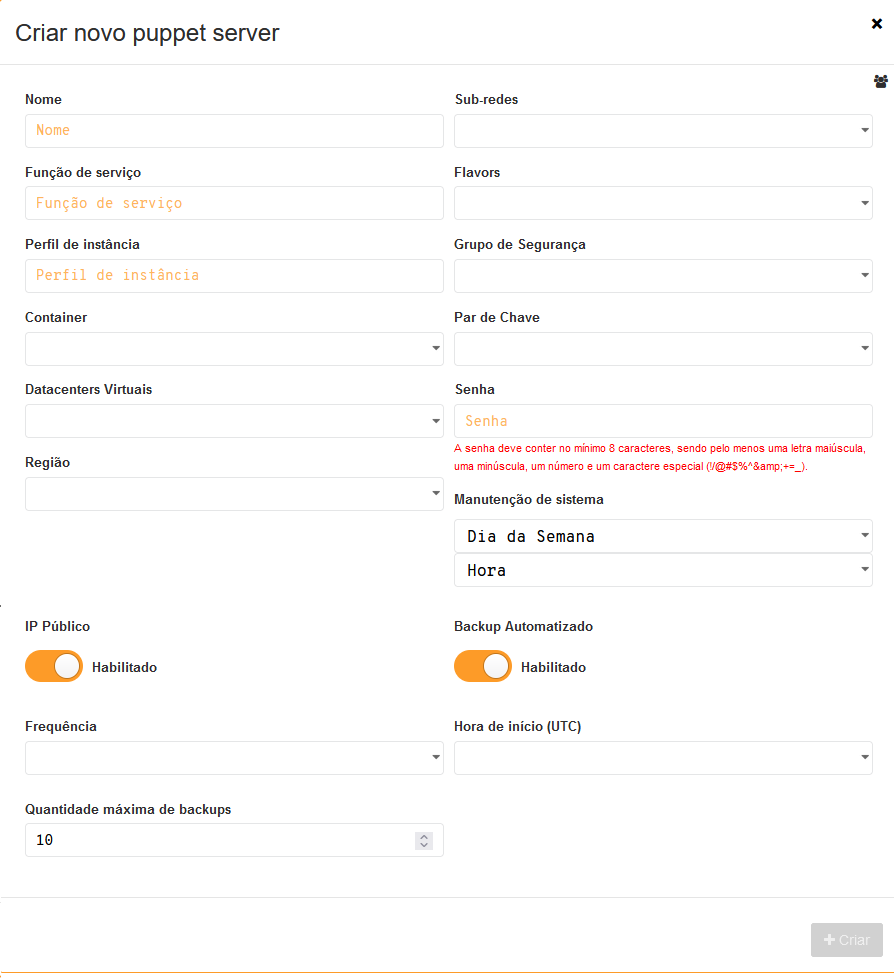 Criar novo puppet server
Nome
Nome
Sub-redes
Função de serviço
Função de serviço
Flavors
Perfil de instância
Perfil de instância
Grupo de Segurança
Container
Par de Chave
Datacenters Virtuais
Senha
Senha
A senha deve conter no mínimo 8 caracteres, sendo pelo menos uma letra maiúscula,
uma minúscula, um número e um caractere especial (!/@#$%^&amp;+=_).
Região
Manutenção de sistema
Dia da Semana
Hora
IP Público
Habilitado
Backup Automatizado
Habilitado
Frequência
Hora de início (UTC)
Quantidade máxima de backups
10
+ Criar